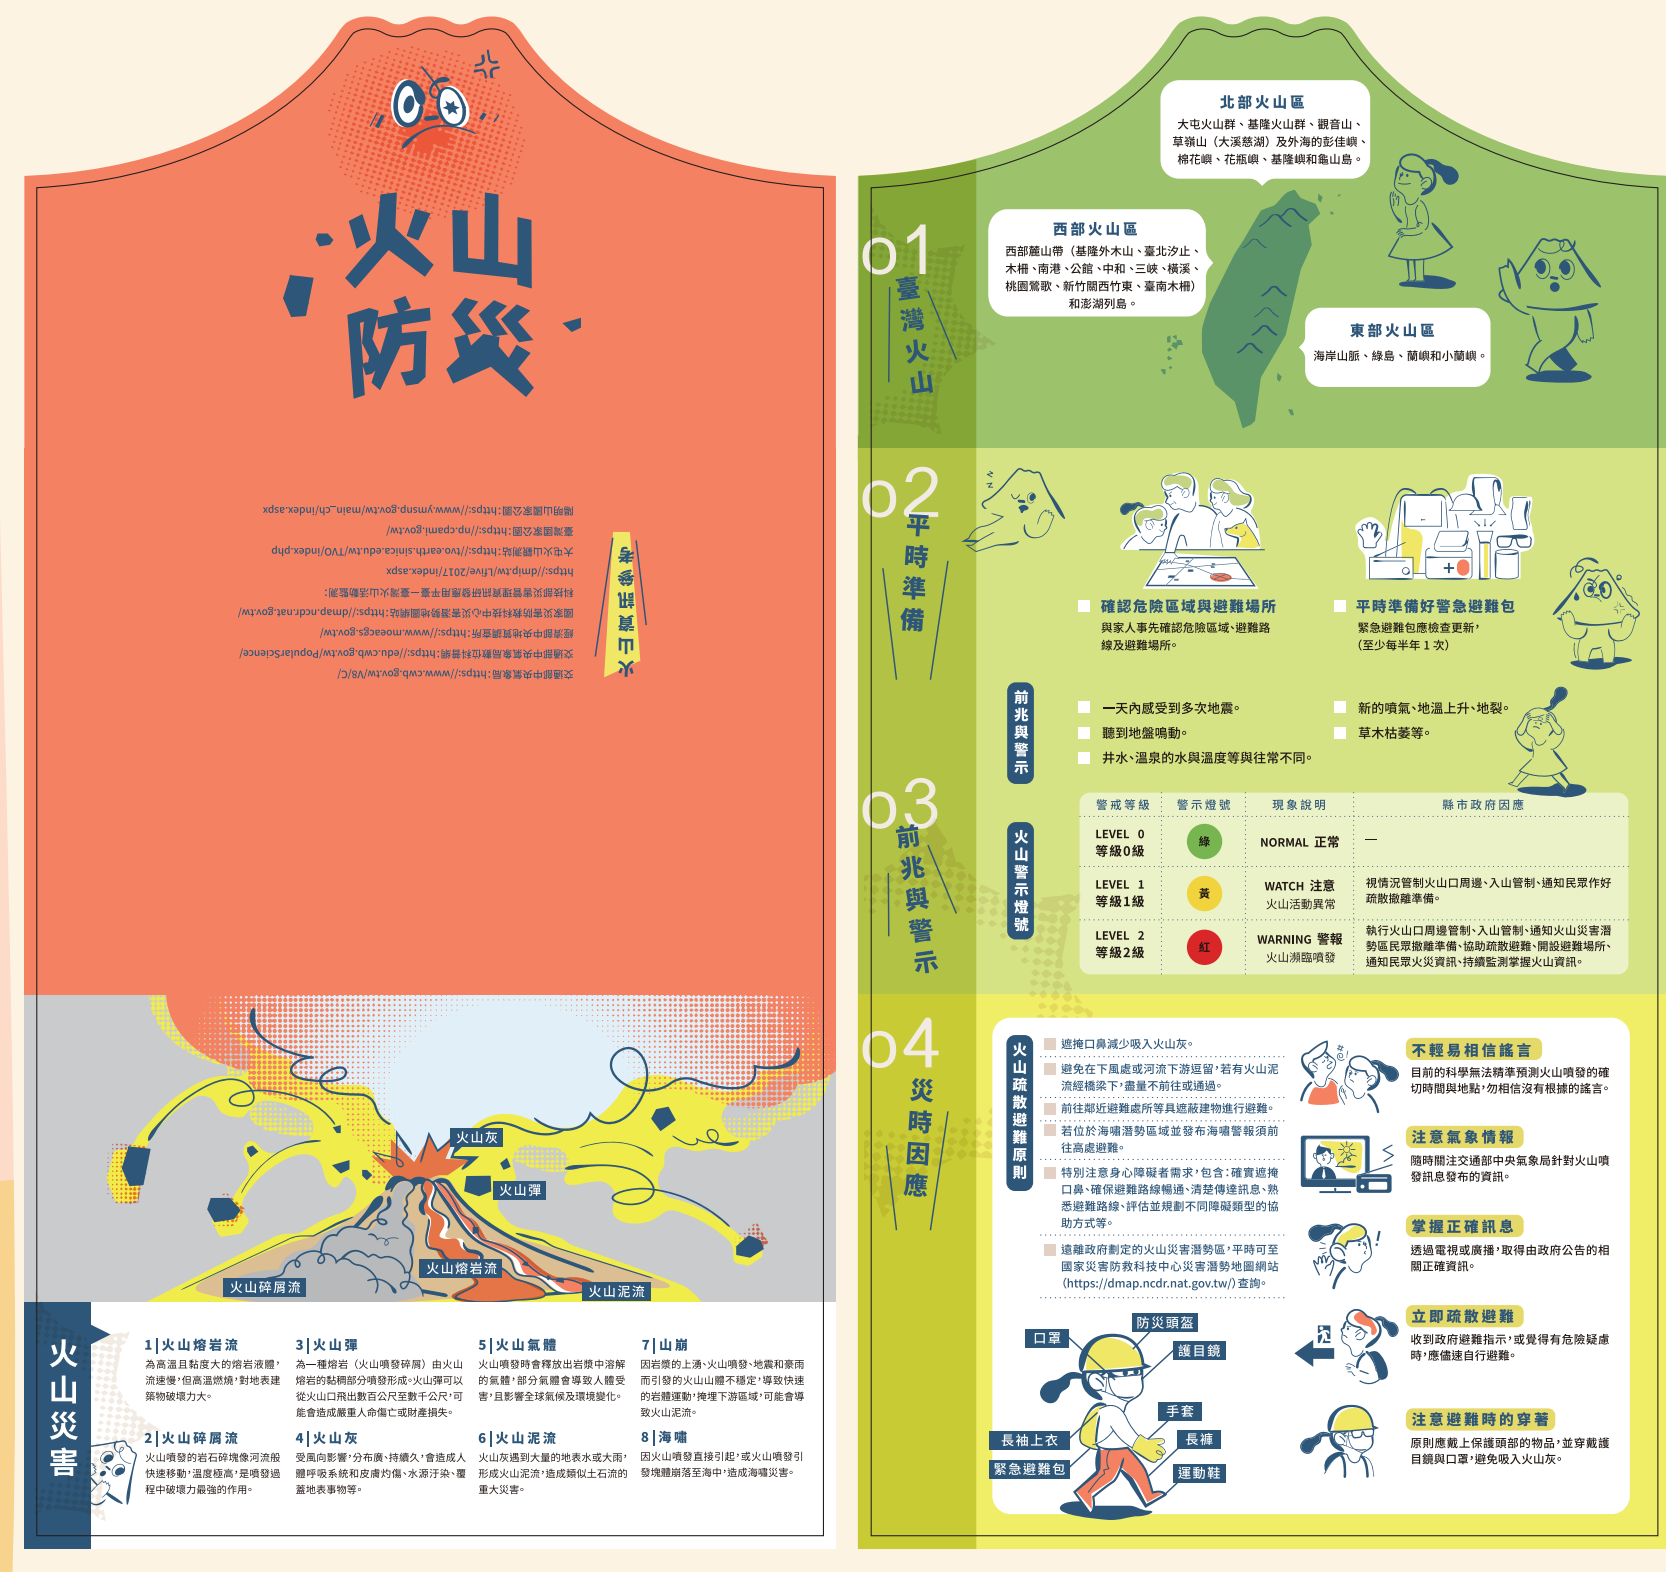 火山
防災
火山資訊參考
交通部中央氣象局：https://www.cwb.gov.tw/V8/C/
交通部中央氣象局數位科普網：https://edu.cwb.gov.tw/PopularScience/
經濟部中央地質調查所：https://www.moeacgs.gov.tw/
國家災害防救科技中心災害潛勢地圖網站：https://dmap.ncdr.nat.gov.tw/
科技部災害管理資訊研發應用平臺—臺灣火山活動監測：
https://dmip.tw/Lfive/2017/index.aspx
大屯火山觀測站：https://tvo.earth.sinica.edu.tw/TVO/index.php
臺灣國家公園：https://np.cpami.gov.tw/
陽明山國家公園：https://www.ymsnp.gov.tw/main_ch/index.aspx
火山灰
火山彈
火山熔岩流
火山碎屑流
火山泥流
火山災害
1|火山熔岩流
為高溫且黏度大的熔岩液體，
流速慢，但高溫燃燒，對地表建
築物破壞力大。
2|火山碎屑流
火山噴發的岩石碎塊像河流般
快速移動，溫度極高，是噴發過
程中破壞力最強的作用。
3|火山彈
為一種熔岩（火山噴發碎屑）由火山
熔岩的黏稠部分噴發形成。火山彈可以
從火山口飛出數百公尺至數千公尺，可
能會造成嚴重人命傷亡或財產損失。
4|火山灰
受風向影響，分布廣、持續久，會造成人
體呼吸系統和皮膚灼傷、水源汙染、覆
蓋地表事物等。
5|火山氣體
火山噴發時會釋放出岩漿中溶解
的氣體，部分氣體會導致人體受
害，且影響全球氣侯及環境變化。
6|火山泥流
火山灰遇到大量的地表水或大雨，
形成火山泥流，造成類似土石流的
重大災害。
7|山崩
因岩漿的上湧、火山噴發、地震和豪雨
而引發的火山山體不穩定，導致快速
的岩體運動，掩埋下游區域，可能會導
致火山泥流。
8|海嘯
因火山噴發直接引起，或火山噴發引
發塊體崩落至海中，造成海嘯災害。
o1
臺灣火山
北部火山區
大屯火山群、基隆火山群、觀音山、
草嶺山（大溪慈湖）及外海的彭佳嶼、
棉花嶼、花瓶嶼、基隆嶼和龜山島。
西部火山區
西部麓山帶（基隆外木山、臺北汐止、
木柵、南港、公館、中和、三峽、橫溪、
桃園鶯歌、新竹關西竹東、臺南木柵）
和澎湖列島。
東部火山區
海岸山脈、綠島、蘭嶼和小蘭嶼。
o2
平時準備
z
N
確認危險區域與避難場所
與家人事先確認危險區域、避難路
線及避難場所。
平時準備好警急避難包
緊急避難包應檢查更新，
（至少每半年 1 次）
o3
前兆與警示
前兆與警示
一天內感受到多次地震。
聽到地盤鳴動。
井水、溫泉的水與溫度等與往常不同。
新的噴氣、地溫上升、地裂。
草木枯萎等。
火山警示燈號
警戒等級 警示燈號 現象說明 縣市政府因應
LEVEL 0
等級0級
綠
NORMAL 正常
—
LEVEL 1
等級1級
黃
WATCH 注意
火山活動異常
視情況管制火山口周邊、入山管制、通知民眾作好
疏散撤離準備。
LEVEL 2
等級2級
紅
WARNING 警報
火山瀕臨噴發
執行火山口周邊管制、入山管制、通知火山災害潛
勢區民眾撤離準備、協助疏散避難、開設避難場所、
通知民眾火災資訊、持續監測掌握火山資訊。
o4
災時因應
火山疏散避難原則
遮掩口鼻減少吸入火山灰。
避免在下風處或河流下游逗留，若有火山泥
流經橋梁下，盡量不前往或通過。
前往鄰近避難處所等具遮蔽建物進行避難。
若位於海嘯潛勢區域並發布海嘯警報須前
往高處避難。
特別注意身心障礙者需求，包含：確實遮掩
口鼻、確保避難路線暢通、清楚傳達訊息、熟
悉避難路線、評估並規劃不同障礙類型的協
助方式等。
遠離政府劃定的火山災害潛勢區，平時可至
國家災害防救科技中心災害潛勢地圖網站
（https://dmap.ncdr.nat.gov.tw/）查詢。
口罩
防災頭盔
護目鏡
手套
長袖上衣
長褲
緊急避難包
運動鞋
不輕易相信謠言
目前的科學無法精準預測火山噴發的確
切時間與地點，勿相信沒有根據的謠言。
注意氣象情報
隨時關注交通部中央氣象局針對火山噴
發訊息發布的資訊。
掌握正確訊息
透過電視或廣播，取得由政府公告的相
關正確資訊。
立即疏散避難
收到政府避難指示，或覺得有危險疑慮
時，應儘速自行避難。
注意避難時的穿著
原則應戴上保護頭部的物品，並穿戴護
目鏡與口罩，避免吸入火山灰。